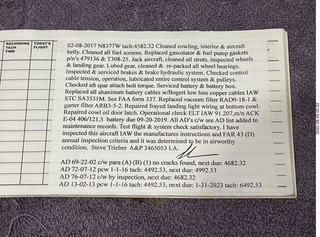 RECORDING TACH TIME
TODAY'S FLIGHT
02-08-2017 N8377W tach:4582.32 Cleaned cowling, interior & aircraft
belly. Cleaned all fuel screens. Replaced gascolator & fuel pump gaskets
p/n's 479136 & T308-25. Jack aircraft, cleaned all struts, inspected wheels
& landing gear. Lubed gear, cleaned & re-packed all wheel bearings.
Inspected & serviced brakes & brake hydraulic system. Checked control
cable tension, operation, lubricated entire control system & pulleys.
Checked aft spar attach bolt torque. Serviced battery & battery box.
Replaced all aluminum battery cables w/Bogert low loss copper cables IAW
STC SA3531M. See FAA form 337. Replaced vacuum filter RAD9-18-1 &
garter filter ARB3-5-2. Repaired frayed landing light wiring at bottom cowl.
Repaired cowl oil door latch. Operational check ELT IAW 91.207, m/n ACK
E-04 406/121.5 battery due 09-20-2019. All AD's c/w see AD list added to
maintenance records. Test flight & system check satisfactory. I have
inspected this aircraft IAW the manufactures instructions and FAR 43 (D)
annual inspection criteria and it was determined to be in airworthy
condition. Steve Trieber A&P 3465053 I.A.
AD 69-22-02 c/w para (A) (B) (1) no cracks found, next due: 4682.32
AD 72-07-12 pcw 1-1-16 tach: 4492.53, next due: 4992.53
AD 76-07-12 c/w by inspection, next due: 4682.32
AD 13-02-13 pcw 1-1-16 tach: 4492.53, next due: 1-31-2023 tach: 6492.53